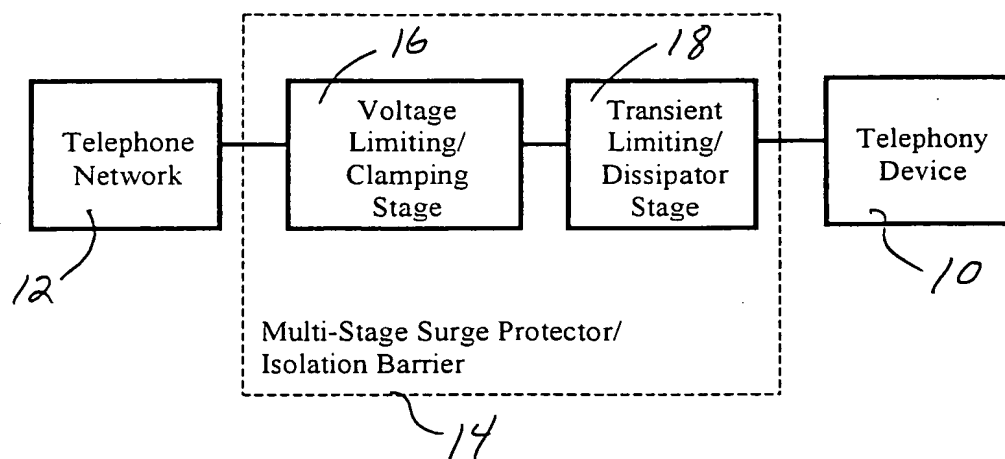 16
18
Telephone
Network
Voltage
Limiting/
Clamping
Stage
Transient
Limiting/
Dissipator
Stage
Telephony
Device
12
10
Multi-Stage Surge Protector/
Isolation Barrier
14